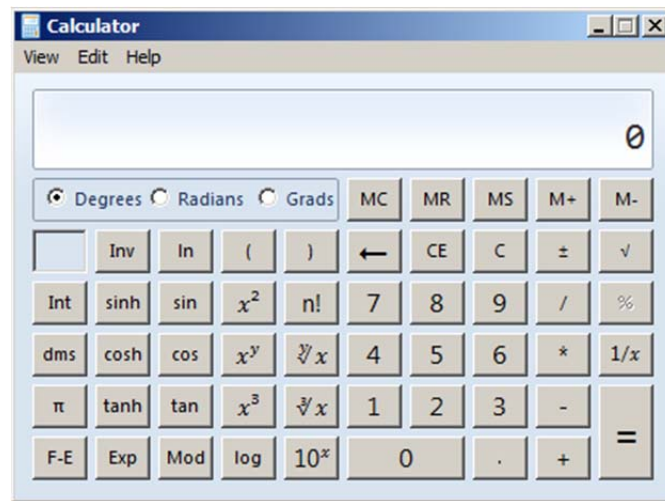 Calculator
View Edit Help
0
Degrees Radians Grads MC MR MS M+ M-
Inv ln ( ) ← CE C ± √
Int sinh sin x² n! 7 8 9 / %
dms cosh cos xʸ ʸ√x 4 5 6 * 1/x
π tanh tan x³ ³√x 1 2 3 - =
F-E Exp Mod log 10ˣ 0 . +